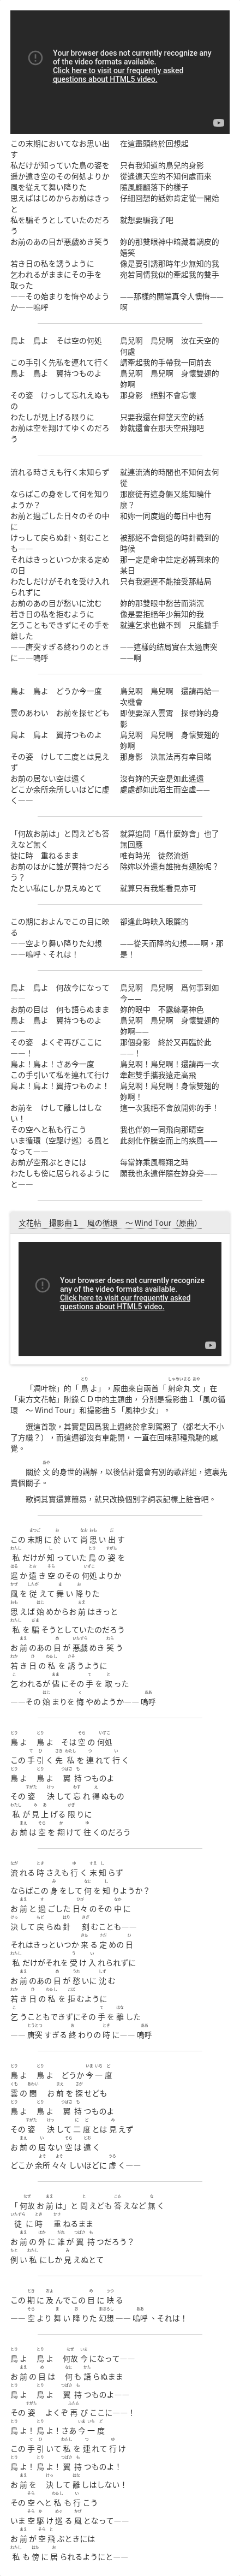 Your browser does not currently recognize any of the video formats available.
Click here to visit our frequently asked questions about HTML5 video.
YouTube
この末期においてなお思い出す 在這盡頭終於回想起
私だけが知っていた鳥の姿を 只有我知道的鳥兒的身影
遥か遠き空のその何処よりか 從遙遠天空的不知何處而來
風を従えて舞い降りた 隨風翩翩落下的樣子
思えばはじめからお前はきっと 仔細回想的話妳肯定從一開始
私を騙そうとしていたのだろう 就想要騙我了吧
お前のあの目が悪戯めき笑う 妳的那雙眼神中暗藏着調皮的嬉笑
若き日の私を誘うように 像是要引誘那時年少無知的我
乞われるがままにその手を取った 宛若同情我似的牽起我的雙手
――その始まりを悔やめようか――嗚呼 ——那樣的開端真令人懊悔——啊
鳥よ 鳥よ そは空の何処 鳥兒啊 鳥兒啊 汝在天空的何處
この手引く先私を連れて行く 請牽起我的手帶我一同前去
鳥よ 鳥よ 翼持つものよ 鳥兒啊 鳥兒啊 身懷雙翅的妳啊
その姿 けっして忘れえぬもの 那身影 絕對不會忘懷
わたしが見上げる限りに 只要我還在仰望天空的話
お前は空を翔けてゆくのだろう 妳就還會在那天空飛翔吧
流れる時さえも行く末知らず 就連流淌的時間也不知何去何從
ならばこの身をして何を知りようか？ 那麼徒有這身軀又能知曉什麼？
お前と過ごした日々のその中に 和妳一同度過的每日中也有
けっして戻らぬ針、刻むことも―― 被那絕不會倒退的時針觀到的時候
それはきっといつか来る定めの日 那一定是命中註定必將到來的某日
わたしだけがそれを受け入れられずに 只有我遲遲不能接受那結局
お前のあの目が愁いに沈む 妳的那雙眼中愁苦而消沉
若き日の私を拒むように 像是要拒絕年少無知的我
乞うこともできずにその手を離した 就連乞求也做不到 只能撒手
――唐突すぎる終わりのときに――嗚呼 ——這樣的結局實在太過唐突——啊
鳥よ 鳥よ どうか今一度 鳥兒啊 鳥兒啊 還請再給一次機會
雲のあわい お前を探せども 即便要深入雲霄 探尋妳的身影
鳥よ 鳥よ 翼持つものよ 鳥兒啊 鳥兒啊 身懷雙翅的妳啊
その姿 けして二度とは見えず 那身影 決無法再有幸目睹
お前の居ない空は遠く 沒有妳的天空是如此遙遠
どこか余所余所しいほどに虚く―― 處處都如此陌生而空虛——
「何故お前は」と問えども答えなど無く 就算追問「爲什麼妳會」也了無回應
徒に時 重ねるまま 唯有時光 徒然流逝
お前のほかに誰が翼持つだろう？ 除妳以外還有誰擁有翅膀呢？
たとい私にしか見えぬとて 就算只有我能看見亦可
この期におよんでこの目に映る 卻逢此時映入眼簾的
――空より舞い降りた幻想――嗚呼、それは！ ——從天而降的幻想——啊，那是！
鳥よ 鳥よ 何故今になって―― 鳥兒啊 鳥兒啊 爲何事到如今——
お前の目は 何も語らぬまま 妳的眼中 不露絲毫神色
鳥よ 鳥よ 翼持つものよ―― 鳥兒啊 鳥兒啊 身懷雙翅的妳啊——
その姿 よくぞ再びここに――！ 那個身影 終於又再臨於此——！
鳥よ！鳥よ！さあ今一度 鳥兒啊！鳥兒啊！還請再一次
この手引いて私を連れて行け 牽起雙手攜我遠走高飛
鳥よ！鳥よ！翼持つものよ！ 鳥兒啊！鳥兒啊！身懷雙翅的妳啊！
お前を けして離しはしない！ 這一次我絕不會放開妳的手！
その空へと私も行こう 我也伴妳一同飛向那晴空
いま循環（空駆け巡）る風となって―― 此刻化作騰空而上的疾風——
お前が空飛ぶときには 每當妳乘風翱翔之時
わたしも傍に居られるようにと―― 願我也永遠伴隨在妳身旁——
文花帖 撮影曲１ 風の循環 ～ Wind Tour（原曲）
Your browser does not currently recognize any of the video formats available.
Click here to visit our frequently asked questions about HTML5 video.
YouTube
「凋叶棕」的「鳥よ」，原曲來自兩首「射命丸 文」在「東方文花帖」附錄ＣＤ中的主題曲， 分別是攝影曲１「風の循環 ～ Wind Tour」和撮影曲５「風神少女」。
選這首歌，其實是因爲我上週終於拿到駕照了（都老大不小了方纔？），而這週卻沒有車能開， 一直在回味那種飛馳的感覺。
關於文的身世的講解，以後估計還會有別的歌詳述，這裏先賣個關子。
歌詞其實還算簡易，就只改換個別字詞表記標上註音吧。
この末期に於いて なお思い出す
私だけが知っていた鳥の姿を
遥か遠き空のその何処よりか
風を従えて舞い降りた
思えば始めからお前はきっと
私を騙そうとしていたのだろう
お前のあの目が悪戯めき笑う
若き日の私を誘うように
乞われるが儘にその手を取った
――その始まりを悔やめようか――嗚呼
鳥よ 鳥よ そは空の何処
この手引く先私を連れて行く
鳥よ 鳥よ 翼持つものよ
その姿 決して忘れ得ぬもの
私が見上げる限りに
お前は空を翔けて往くのだろう
流れる時さえも行く末知らず
ならばこの身をして何を知りようか？
お前と過ごした日々のその中に
決して戻らぬ針 刻むことも――
それはきっといつか来る定めの日
私だけがそれを受け入れられずに
お前のあの目が愁いに沈む
若き日の私を拒むように
乞うこともできずにその手を離した
――唐突すぎる終わりの時に――嗚呼
鳥よ 鳥よ どうか今一度
雲の間 お前を探せども
鳥よ 鳥よ 翼持つものよ
その姿 決して二度とは見えず
お前の居ない空は遠く
どこか余所々々しいほどに虚く――
「何故お前は」と問えども答えなど無く
徒に時 重ねるまま
お前の外に誰が翼持つだろう？
例い私にしか見えぬとて
この期に及んでこの目に映る
――空より舞い降りた幻想――嗚呼、それは！
鳥よ 鳥よ 何故今になって――
お前の目は 何も語らぬまま
鳥よ 鳥よ 翼持つものよ――
その姿 よくぞ再びここに――！
鳥よ！鳥よ！さあ今一度
この手引いて私を連れて行け
鳥よ！鳥よ！翼持つものよ！
お前を 決して離しはしない！
その空へと私も行こう
いま空駆け巡る風となって――
お前が空飛ぶときには
私も傍に居られるようにと――